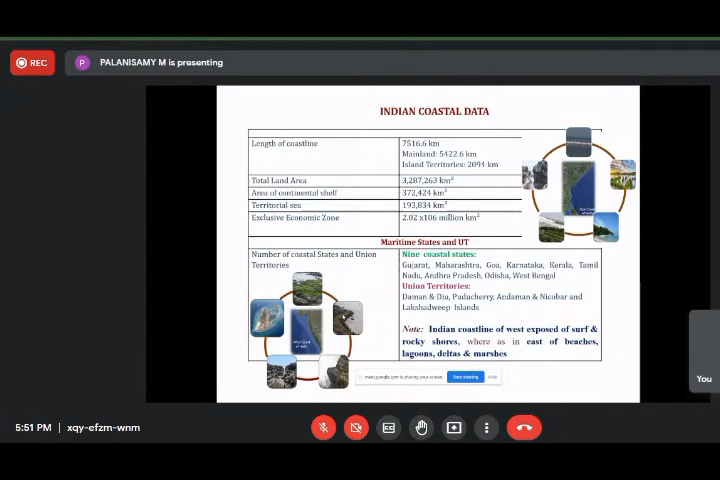 REC
P PALANISAMY M is presenting
INDIAN COASTAL DATA
Length of coastline
7516.6 km
Mainland: 5422.6 km
Island Territories: 2094 km
Total Land Area
3,287,263 km²
Area of continental shelf
372,424 km²
Territorial sea
193,834 km²
Exclusive Economic Zone
2.02 x106 million km²
Maritime States and UT
Number of coastal States and Union
Territories
Nine coastal states:
Gujarat, Maharashtra, Goa, Karnataka, Kerala, Tamil
Nadu, Andhra Pradesh, Odisha, West Bengal
Union Territories:
Daman & Diu, Puducherry, Andaman & Nicobar and
Lakshadweep Islands
Note: Indian coastline of west exposed of surf &
rocky shores, where as in east of beaches,
lagoons, deltas & marshes
meet.google.com is sharing your screen.
Stop sharing
Hide
You
5:51 PM | xqy-efzm-wnm